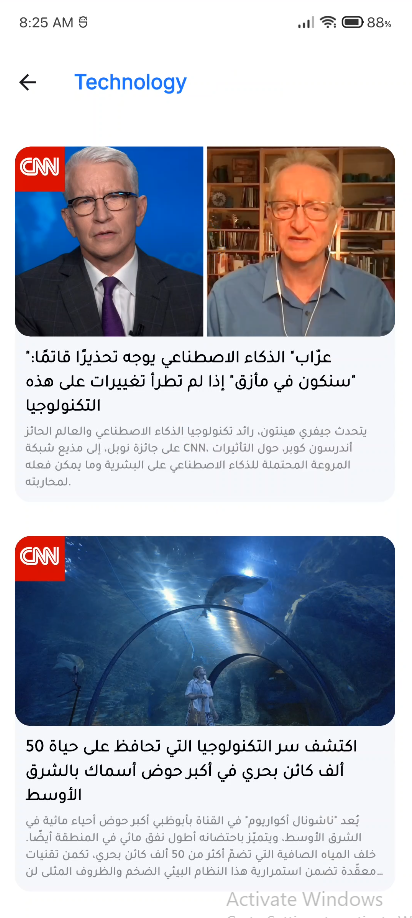 8:25 AM
88%
Technology
CNN
عرّاب" الذكاء الاصطناعي يوجه تحذيرًا قاتمًا:"
"سنكون في مأزق" إذا لم تطرأ تغييرات على هذه
التكنولوجيا
يتحدث جيفري هينتون، رائد تكنولوجيا الذكاء الاصطناعي والعالم الحائز
على جائزة نوبل، إلى مذيع شبكة CNN، أندرسون كوبر، حول التأثيرات
المروعة المحتملة للذكاء الاصطناعي على البشرية وما يمكن فعله
لمحاربته.
CNN
اكتشف سر التكنولوجيا التي تحافظ على حياة 50
ألف كائن بحري في أكبر حوض أسماك بالشرق
الأوسط
يُعد "ناشونال أكواريوم" في القناة بأبوظبي أكبر حوض أحياء مائية في
الشرق الأوسط، ويتميّز باحتضانه أطول نفق مائي في المنطقة أيضًا.
خلف المياه الصافية التي تضمّ أكثر من 50 ألف كائن بحري، تكمن تقنيات
معقّدة تضمن استمرارية هذا النظام البيئي الضخم والظروف المثلى لن...
Activate Windows